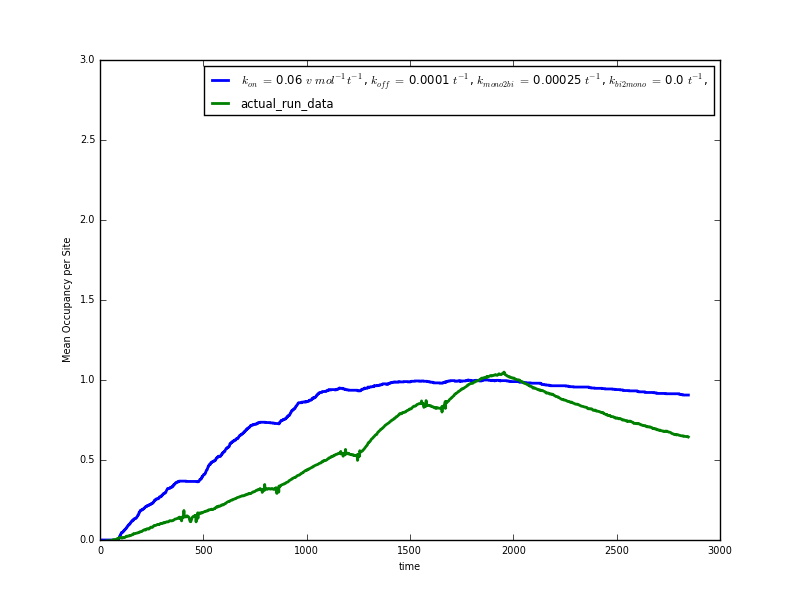 3.0
k_on = 0.06 v mol⁻¹t⁻¹, k_off = 0.0001 t⁻¹, k_mono2bi = 0.00025 t⁻¹, k_bi2mono = 0.0 t⁻¹,
actual_run_data
2.5
2.0
Mean Occupancy per Site
1.5
1.0
0.5
0.0
0 500 1000 1500 2000 2500 3000
time